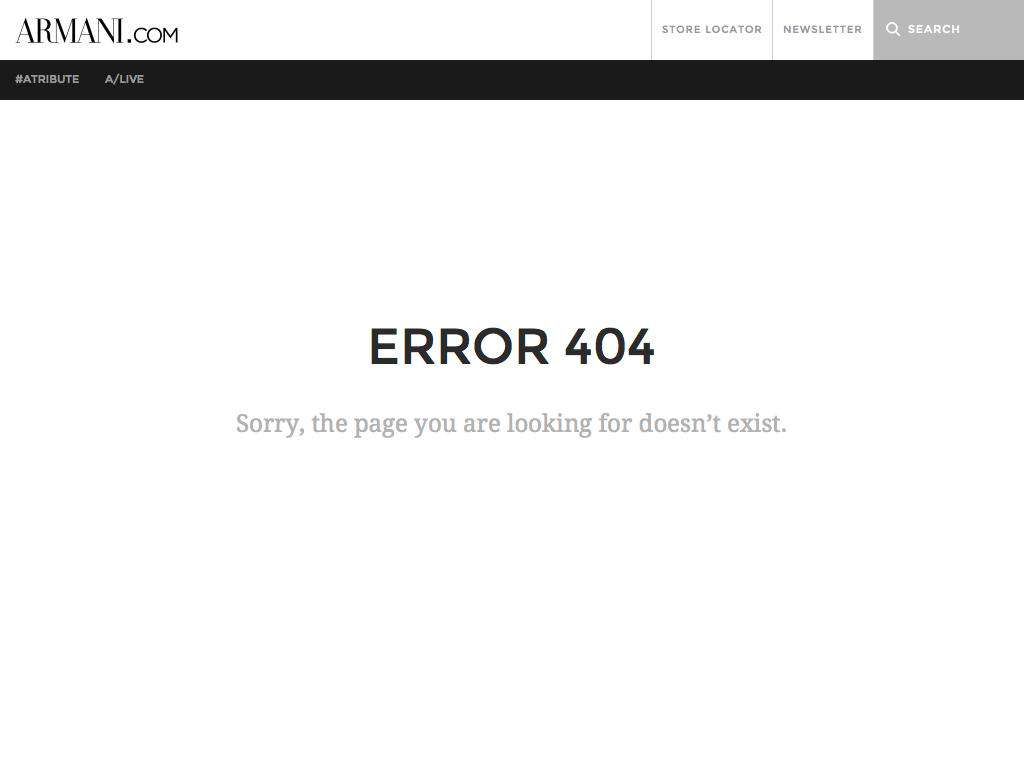 ARMANI.COM
STORE LOCATOR
NEWSLETTER
SEARCH
#ATRIBUTE
A/LIVE
ERROR 404
Sorry, the page you are looking for doesn’t exist.